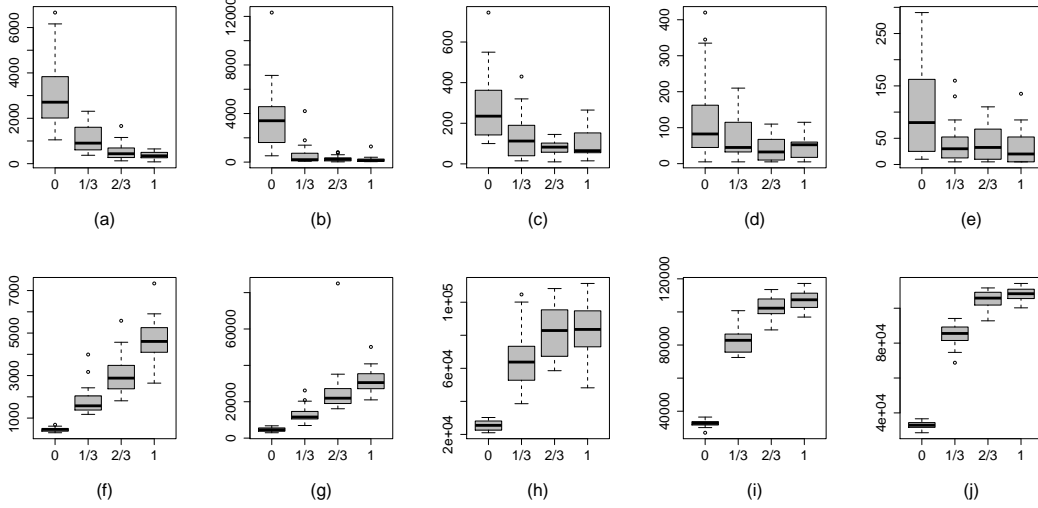 0 2000 4000 6000
0 1/3 2/3 1
(a)
0 4000 8000 12000
0 1/3 2/3 1
(b)
0 200 400 600
0 1/3 2/3 1
(c)
0 100 200 300 400
0 1/3 2/3 1
(d)
0 50 150 250
0 1/3 2/3 1
(e)
1000 3000 5000 7000
0 1/3 2/3 1
(f)
0 20000 60000
0 1/3 2/3 1
(g)
2e+04 6e+04 1e+05
0 1/3 2/3 1
(h)
40000 80000 120000
0 1/3 2/3 1
(i)
4e+04 8e+04
0 1/3 2/3 1
(j)